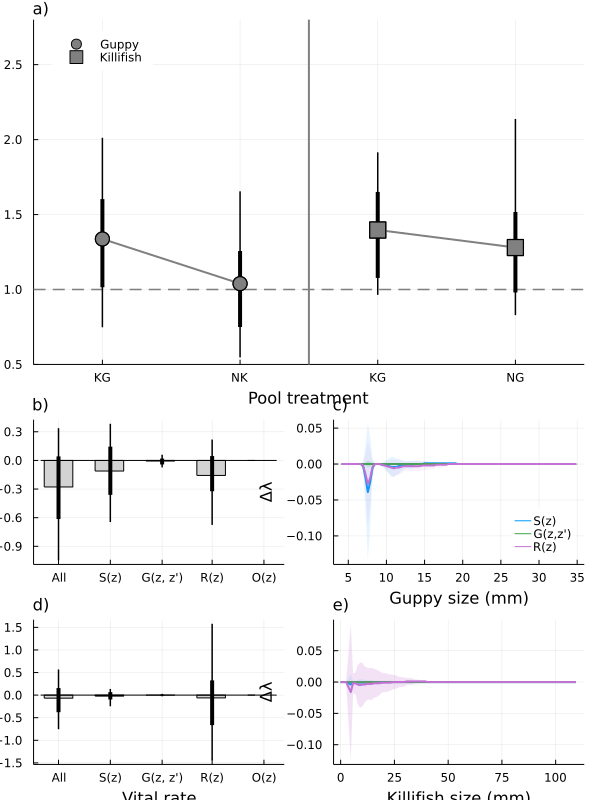 a)
Guppy
Killifish
2.5
2.0
1.5
1.0
0.5
KG NK KG NG
Pool treatment
b)
0.3
0.0
-0.3
-0.6
-0.9
All S(z) G(z, z') R(z) O(z)
c)
Δλ
0.05
0.00
-0.05
-0.10
S(z)
G(z,z')
R(z)
5 10 15 20 25 30 35
Guppy size (mm)
d)
1.5
1.0
0.5
0.0
-0.5
-1.0
-1.5
All S(z) G(z, z') R(z) O(z)
Vital rate
e)
Δλ
0.05
0.00
-0.05
-0.10
0 25 50 75 100
Killifish size (mm)